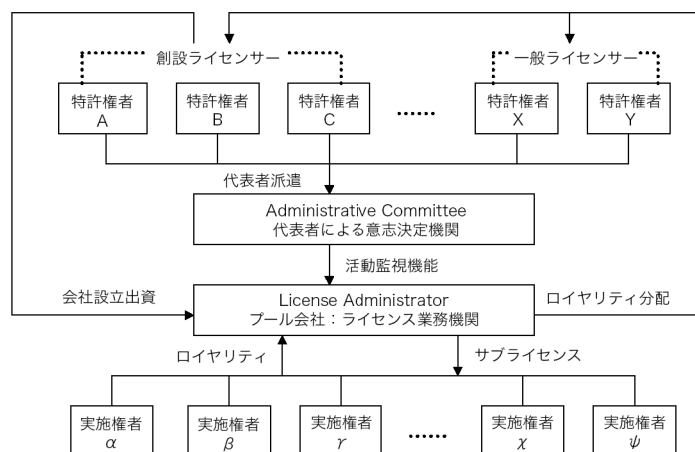 創設ライセンサー
一般ライセンサー
特許権者
A
特許権者
B
特許権者
C
……
特許権者
X
特許権者
Y
代表者派遣
Administrative Committee
代表者による意志決定機関
活動監視機能
会社設立出資
License Administrator
プール会社：ライセンス業務機関
ロイヤリティ分配
ロイヤリティ
サブライセンス
実施権者
α
実施権者
β
実施権者
γ
……
実施権者
χ
実施権者
ψ